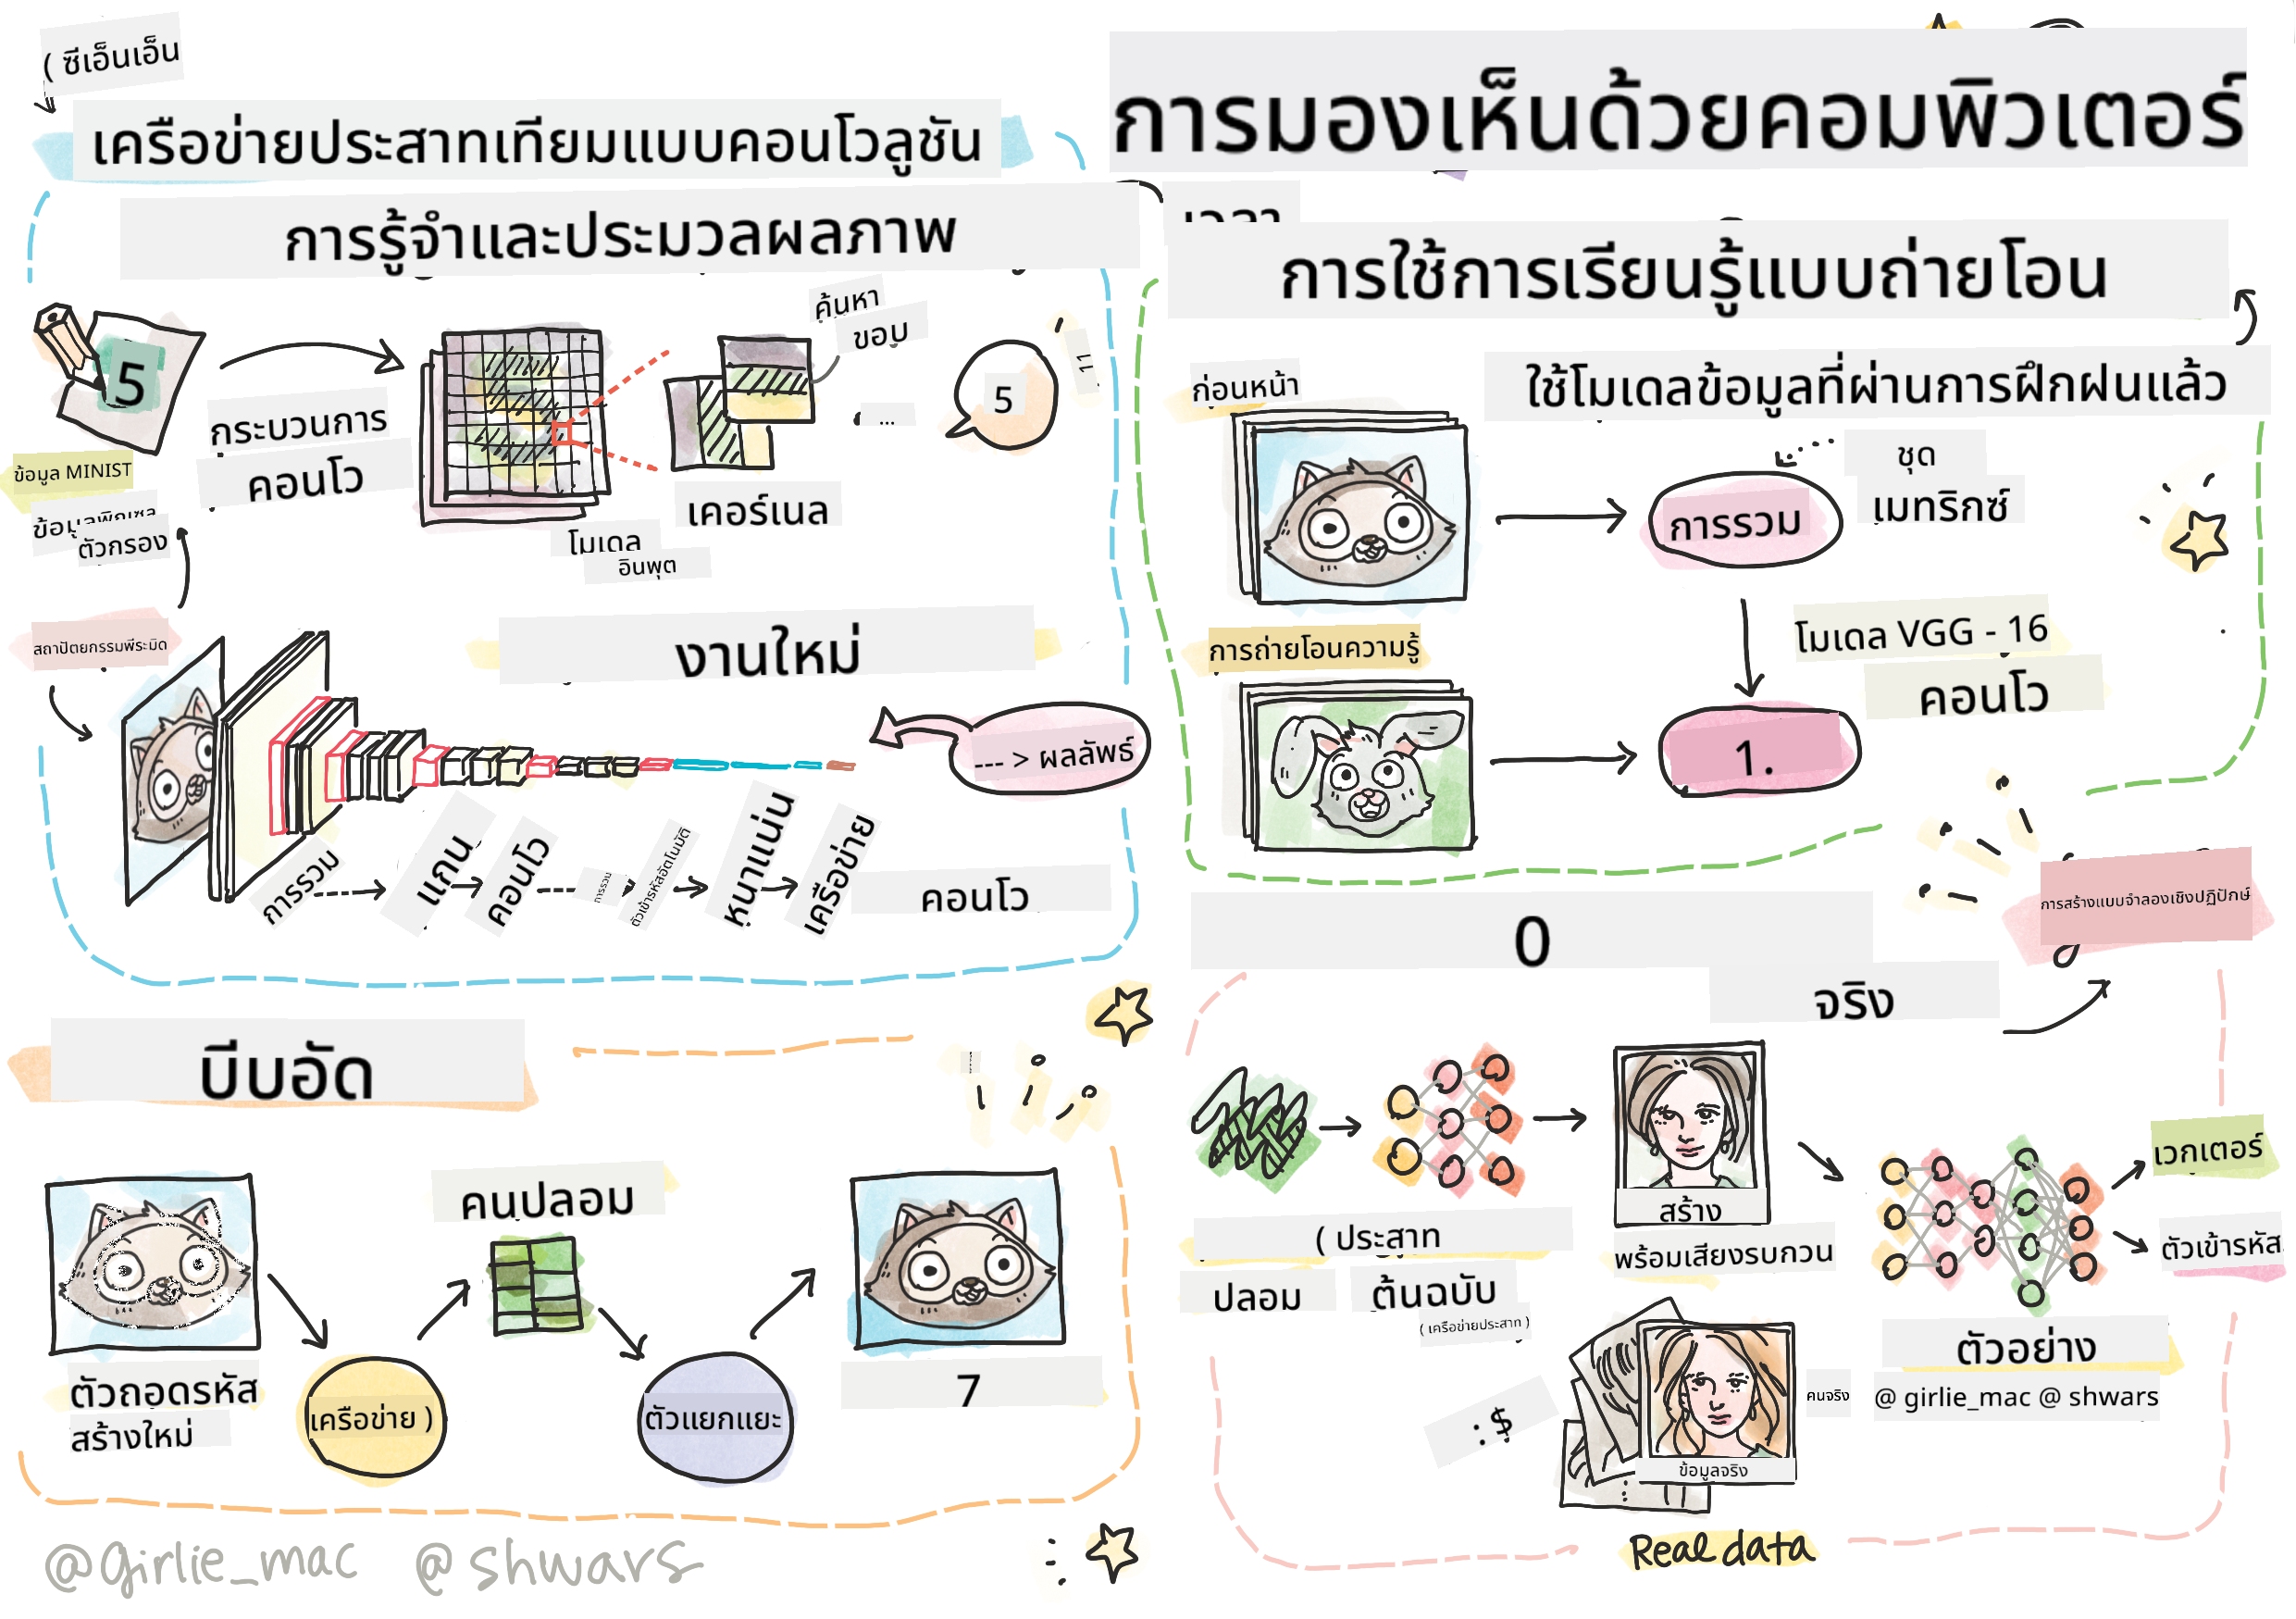 ( ซีเอ็นเอ็น
เครือข่ายประสาทเทียมแบบคอนโวลูชัน
การรู้จำและประมวลผลภาพ
5
ข้อมูล MINIST
ข้อมูลพิกเซล
ตัวกรอง
กระบวนการ
คอนโว
โมเดล
อินพุต
เคอร์เนล
ค้นหา
ขอบ
...
5
สถาปัตยกรรมพีระมิด
งานใหม่
--- > ผลลัพธ์
การรวม
แกน
คอนโว
การรวม
ตัวเข้ารหัสอัตโนมัติ
หนาแน่น
เครือข่าย
คอนโว
การมองเห็นด้วยคอมพิวเตอร์
เวลา
การใช้การเรียนรู้แบบถ่ายโอน
ก่อนหน้า
ใช้โมเดลข้อมูลที่ผ่านการฝึกฝนแล้ว
ชุด
เมทริกซ์
การรวม
โมเดล VGG - 16
คอนโว
การถ่ายโอนความรู้
1.
บีบอัด
คนปลอม
ตัวถอดรหัส
สร้างใหม่
เครือข่าย )
ตัวแยกแยะ
7
0
จริง
การสร้างแบบจำลองเชิงปฏิปักษ์
( ประสาท
ปลอม
ต้นฉบับ
( เครือข่ายประสาท )
สร้าง
พร้อมเสียงรบกวน
เวกเตอร์
ตัวเข้ารหัส
ตัวอย่าง
@ girlie_mac @ shwars
คนจริง
: $
ข้อมูลจริง
Real data
@girlie_mac @shwars